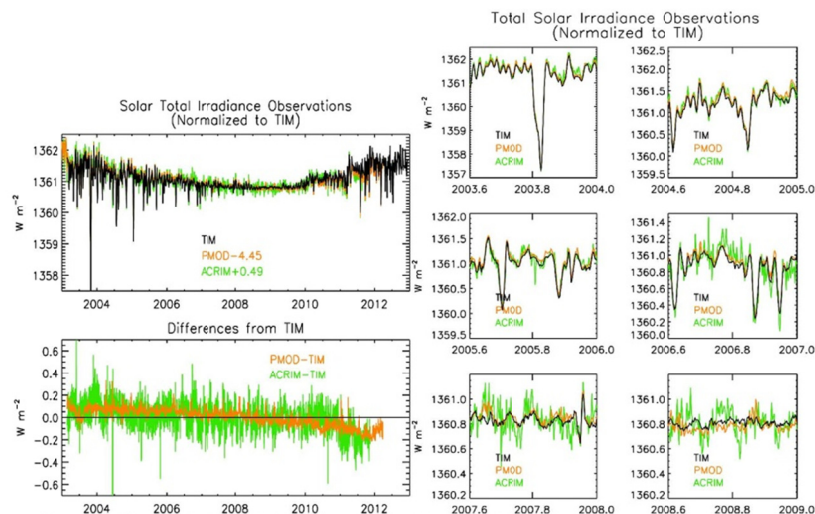 Solar Total Irradiance Observations
(Normalized to TIM)
1362
1361
1360
1359
1358
W m⁻²
TIM
PMOD−4.45
ACRIM+0.49
2004 2006 2008 2010 2012
Differences from TIM
0.6
0.4
0.2
0.0
-0.2
-0.4
-0.6
W m⁻²
PMOD−TIM
ACRIM−TIM
2004 2006 2008 2010 2012
Total Solar Irradiance Observations
(Normalized to TIM)
1362
1361
1360
1359
1358
1357
W m⁻²
TIM
PMOD
ACRIM
2003.6 2003.8 2004.0
1362.5
1362.0
1361.5
1361.0
1360.5
1360.0
1359.5
TIM
PMOD
ACRIM
2004.6 2004.8 2005.0
1362.0
1361.5
1361.0
1360.5
1360.0
1359.5
W m⁻²
TIM
PMOD
ACRIM
2005.6 2005.8 2006.0
1361.4
1361.2
1361.0
1360.8
1360.6
1360.4
1360.2
1360.0
TIM
PMOD
ACRIM
2006.6 2006.8 2007.0
1361.0
1360.8
1360.6
1360.4
1360.2
W m⁻²
TIM
PMOD
ACRIM
2007.6 2007.8 2008.0
1361.0
1360.8
1360.6
1360.4
1360.2
TIM
PMOD
ACRIM
2008.6 2008.8 2009.0